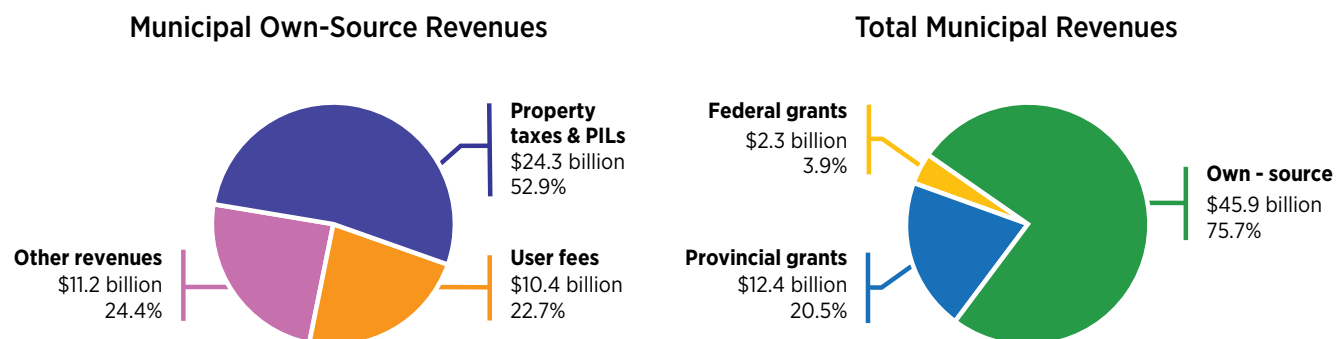 Municipal Own-Source Revenues
Property
taxes & PILs
$24.3 billion
52.9%
Other revenues
$11.2 billion
24.4%
User fees
$10.4 billion
22.7%
Total Municipal Revenues
Federal grants
$2.3 billion
3.9%
Own - source
$45.9 billion
75.7%
Provincial grants
$12.4 billion
20.5%